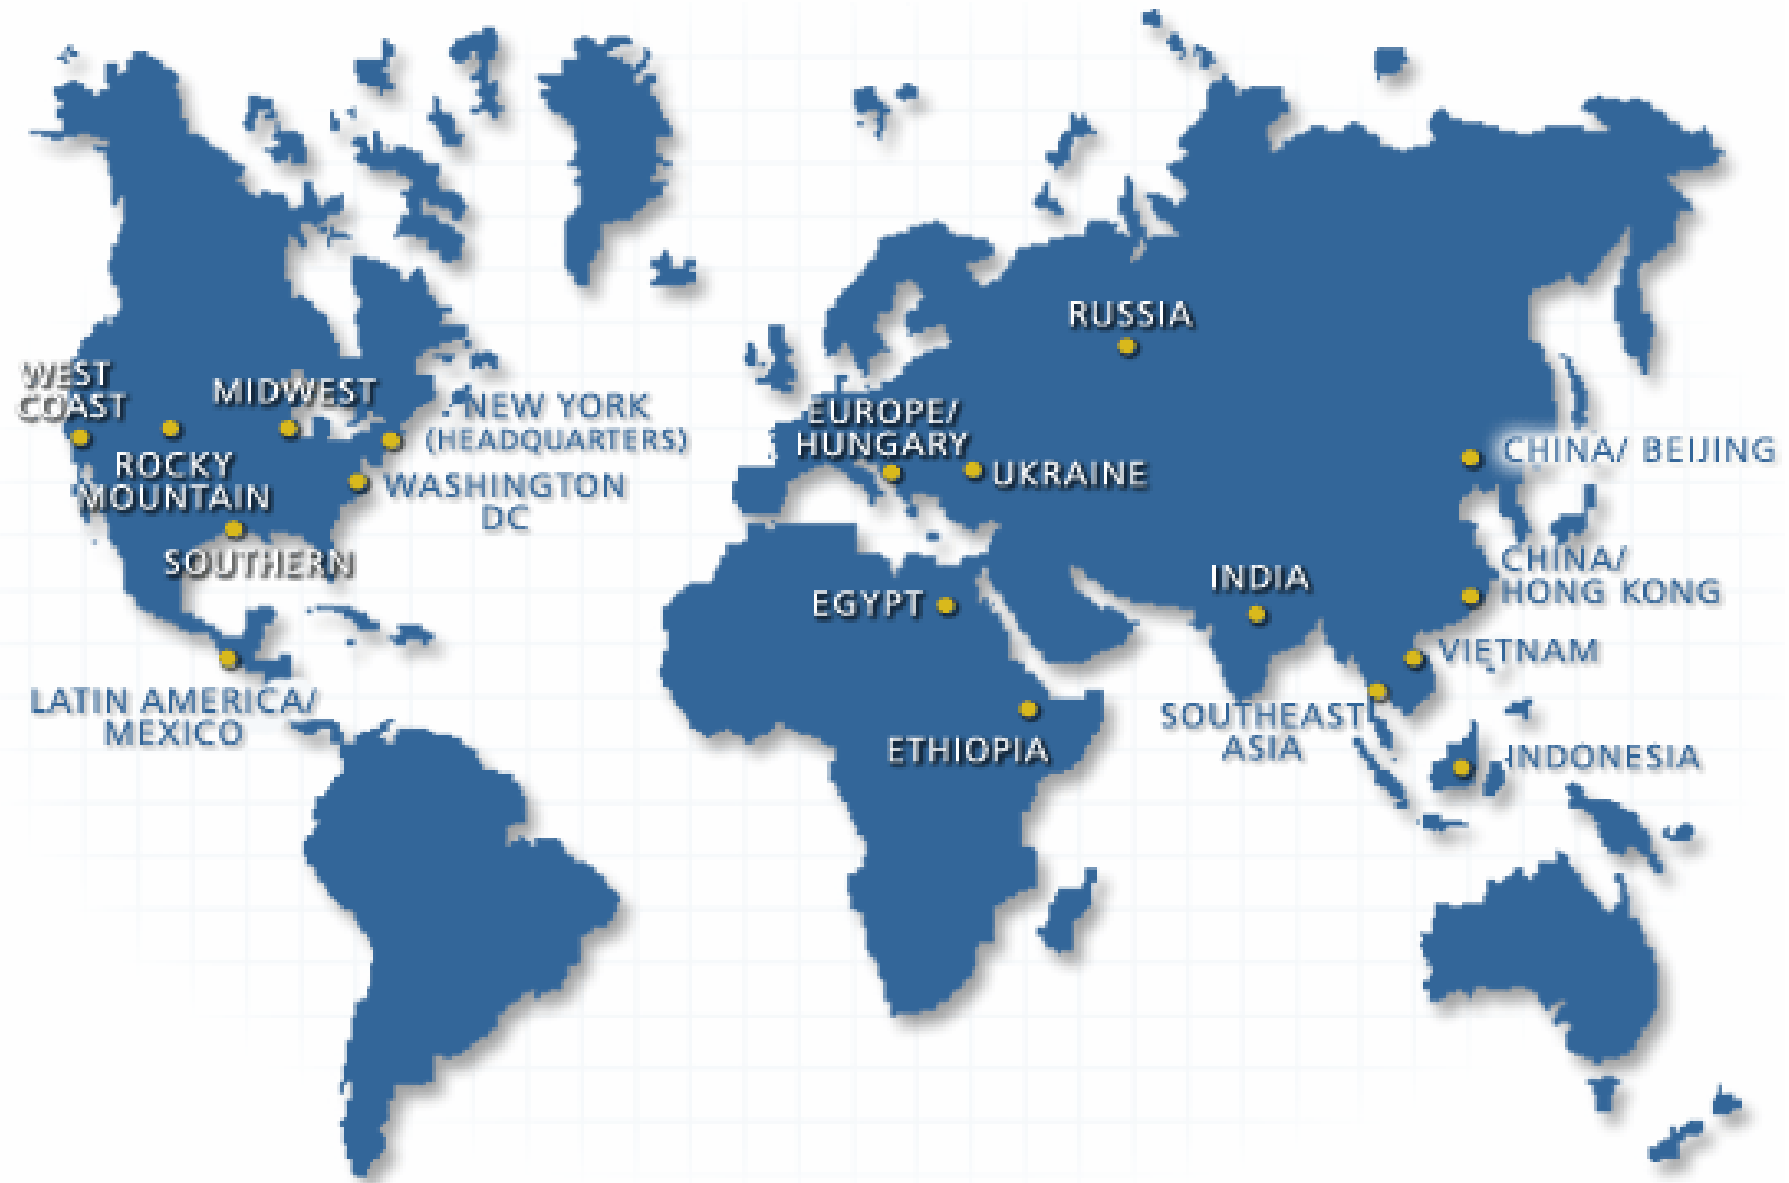 RUSSIA
WEST
COAST
MIDWEST
NEW YORK
(HEADQUARTERS)
EUROPE/
HUNGARY
CHINA/ BEIJING
ROCKY
MOUNTAIN
UKRAINE
WASHINGTON
DC
SOUTHERN
CHINA/
HONG KONG
INDIA
EGYPT
VIETNAM
LATIN AMERICA/
MEXICO
SOUTHEAST
ASIA
ETHIOPIA
INDONESIA